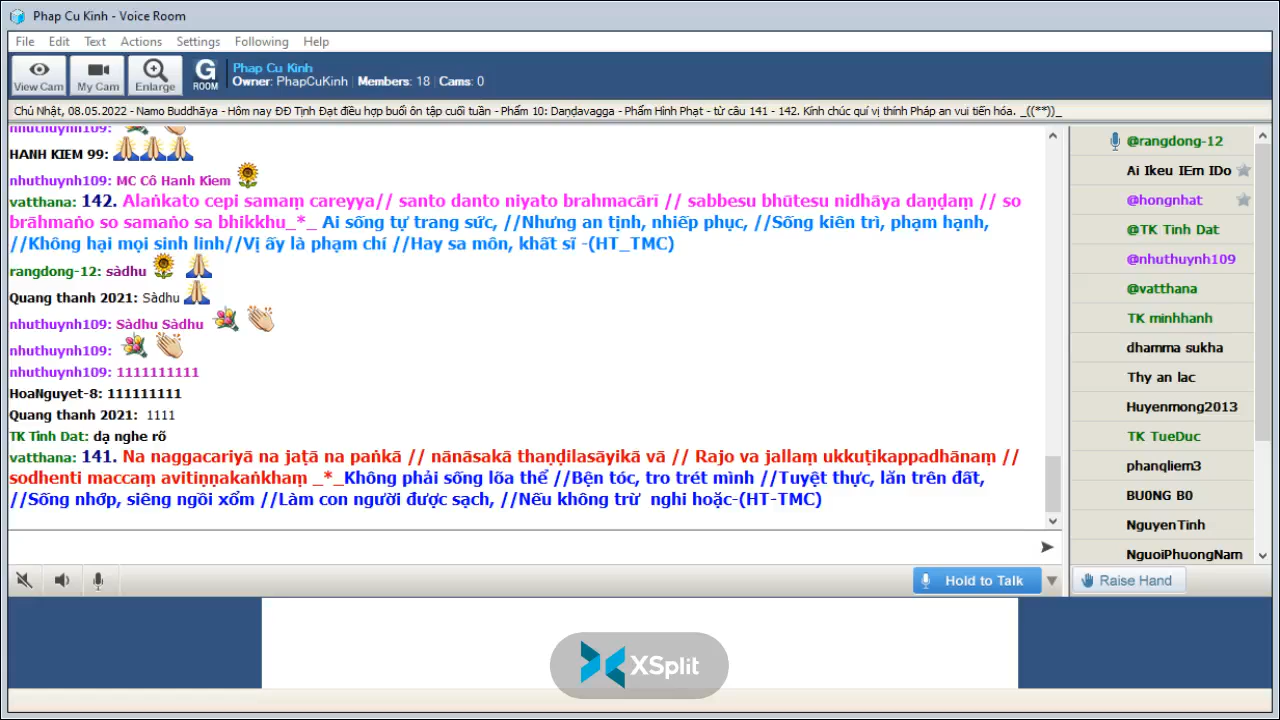 Phap Cu Kinh - Voice Room
File Edit Text Actions Settings Following Help
View Cam My Cam Enlarge G ROOM
Phap Cu Kinh
Owner: PhapCuKinh | Members: 18 | Cams: 0
Chủ Nhật, 08.05.2022 - Namo Buddhāya - Hôm nay ĐĐ Tịnh Đạt điều hợp buổi ôn tập cuối tuần - Phẩm 10: Daṇḍavagga - Phẩm Hình Phạt - từ câu 141 - 142. Kính chúc quí vị thính Pháp an vui tiến hóa. _((**))_
nhuthuynh109:
HANH KIEM 99:
nhuthuynh109: MC Cô Hanh Kiem
vatthana: 142. Alaṅkato cepi samaṃ careyya// santo danto niyato brahmacārī // sabbesu bhūtesu nidhāya daṇḍaṃ // so
brāhmaṅo so samaṅo sa bhikkhu_*_ Ai sống tự trang sức, //Nhưng an tịnh, nhiếp phục, //Sống kiên trì, phạm hạnh,
//Không hại mọi sinh linh//Vị ấy là phạm chí //Hay sa môn, khất sĩ -(HT_TMC)
rangdong-12: sàdhu
Quang thanh 2021: Sàdhu
nhuthuynh109: Sàdhu Sàdhu
nhuthuynh109:
nhuthuynh109: 1111111111
HoaNguyet-8: 111111111
Quang thanh 2021: 1111
TK Tinh Dat: dạ nghe rõ
vatthana: 141. Na naggacariyā na jaṭā na paṅkā // nānāsakā thaṇḍilasāyikā vā // Rajo va jallaṃ ukkuṭikappadhānaṃ //
sodhenti maccaṃ avitiṇṇakaṅkhaṃ _*_Không phải sống lõa thể //Bện tóc, tro trét mình //Tuyệt thực, lăn trên đất,
//Sống nhớp, siêng ngồi xổm //Làm con người được sạch, //Nếu không trừ nghi hoặc-(HT-TMC)
@rangdong-12
Ai Ikeu IEm IDo
@hongnhat
@TK Tinh Dat
@nhuthuynh109
@vatthana
TK minhhanh
dhamma sukha
Thy an lac
Huyenmong2013
TK TueDuc
phanqliem3
BU0NG B0
NguyenTinh
NguoiPhuongNam
Hold to Talk
Raise Hand
XSplit